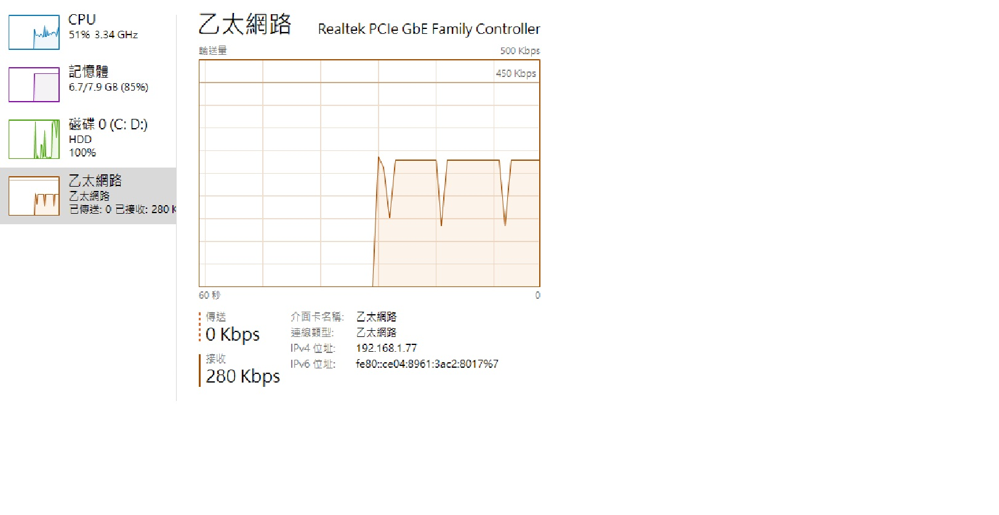 CPU
51% 3.34 GHz
記憶體
6.7/7.9 GB (85%)
磁碟 0 (C: D:)
HDD
100%
乙太網路
乙太網路
已傳送: 0 已接收: 280 K
乙太網路 Realtek PCIe GbE Family Controller
輸送量 500 Kbps
450 Kbps
60 秒 0
傳送
0 Kbps
接收
280 Kbps
介面卡名稱: 乙太網路
連線類型: 乙太網路
IPv4 位址: 192.168.1.77
IPv6 位址: fe80::ce04:8961:3ac2:8017%7